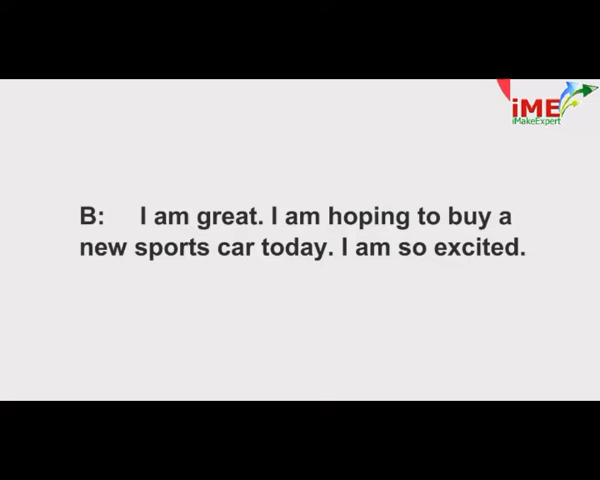 iME
iMakeExpert
B: I am great. I am hoping to buy a
new sports car today. I am so excited.